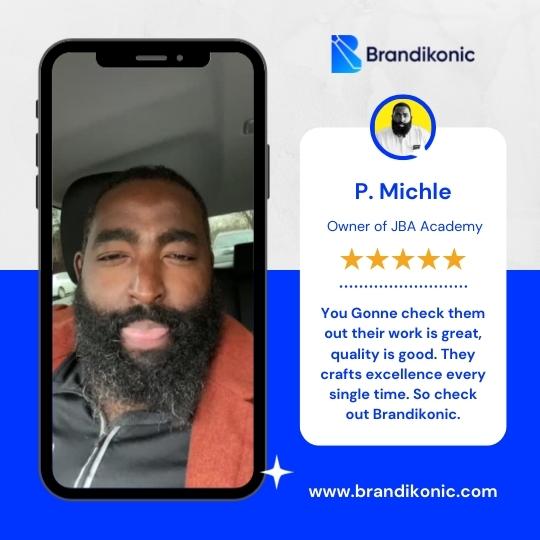 Brandikonic
P. Michle
Owner of JBA Academy
You Gonne check them
out their work is great,
quality is good. They
crafts excellence every
single time. So check
out Brandikonic.
www.brandikonic.com